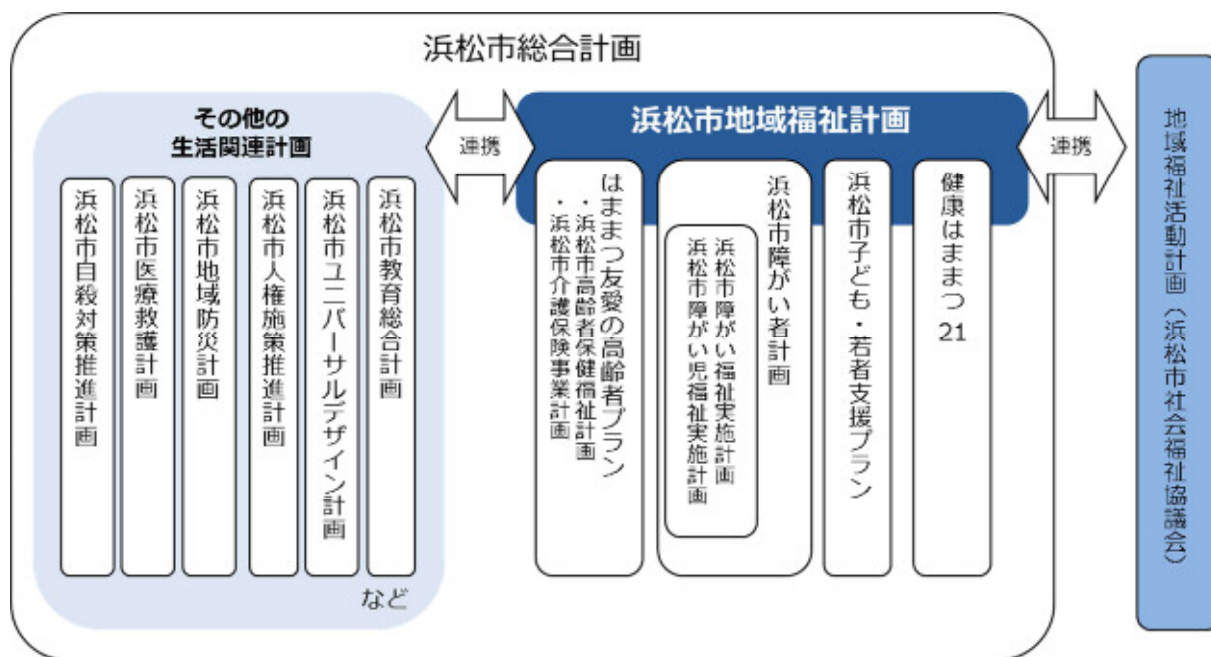 浜松市総合計画
その他の
生活関連計画
浜松市自殺対策推進計画
浜松市医療救護計画
浜松市地域防災計画
浜松市人権施策推進計画
浜松市ユニバーサルデザイン計画
浜松市教育総合計画
など
連携
浜松市地域福祉計画
はままつ友愛の高齢者プラン
・浜松市高齢者保健福祉計画
・浜松市介護保険事業計画
浜松市障がい者計画
浜松市障がい福祉実施計画
浜松市障がい児福祉実施計画
浜松市子ども・若者支援プラン
健康はままつ
21
連携
地域福祉活動計画（浜松市社会福祉協議会）